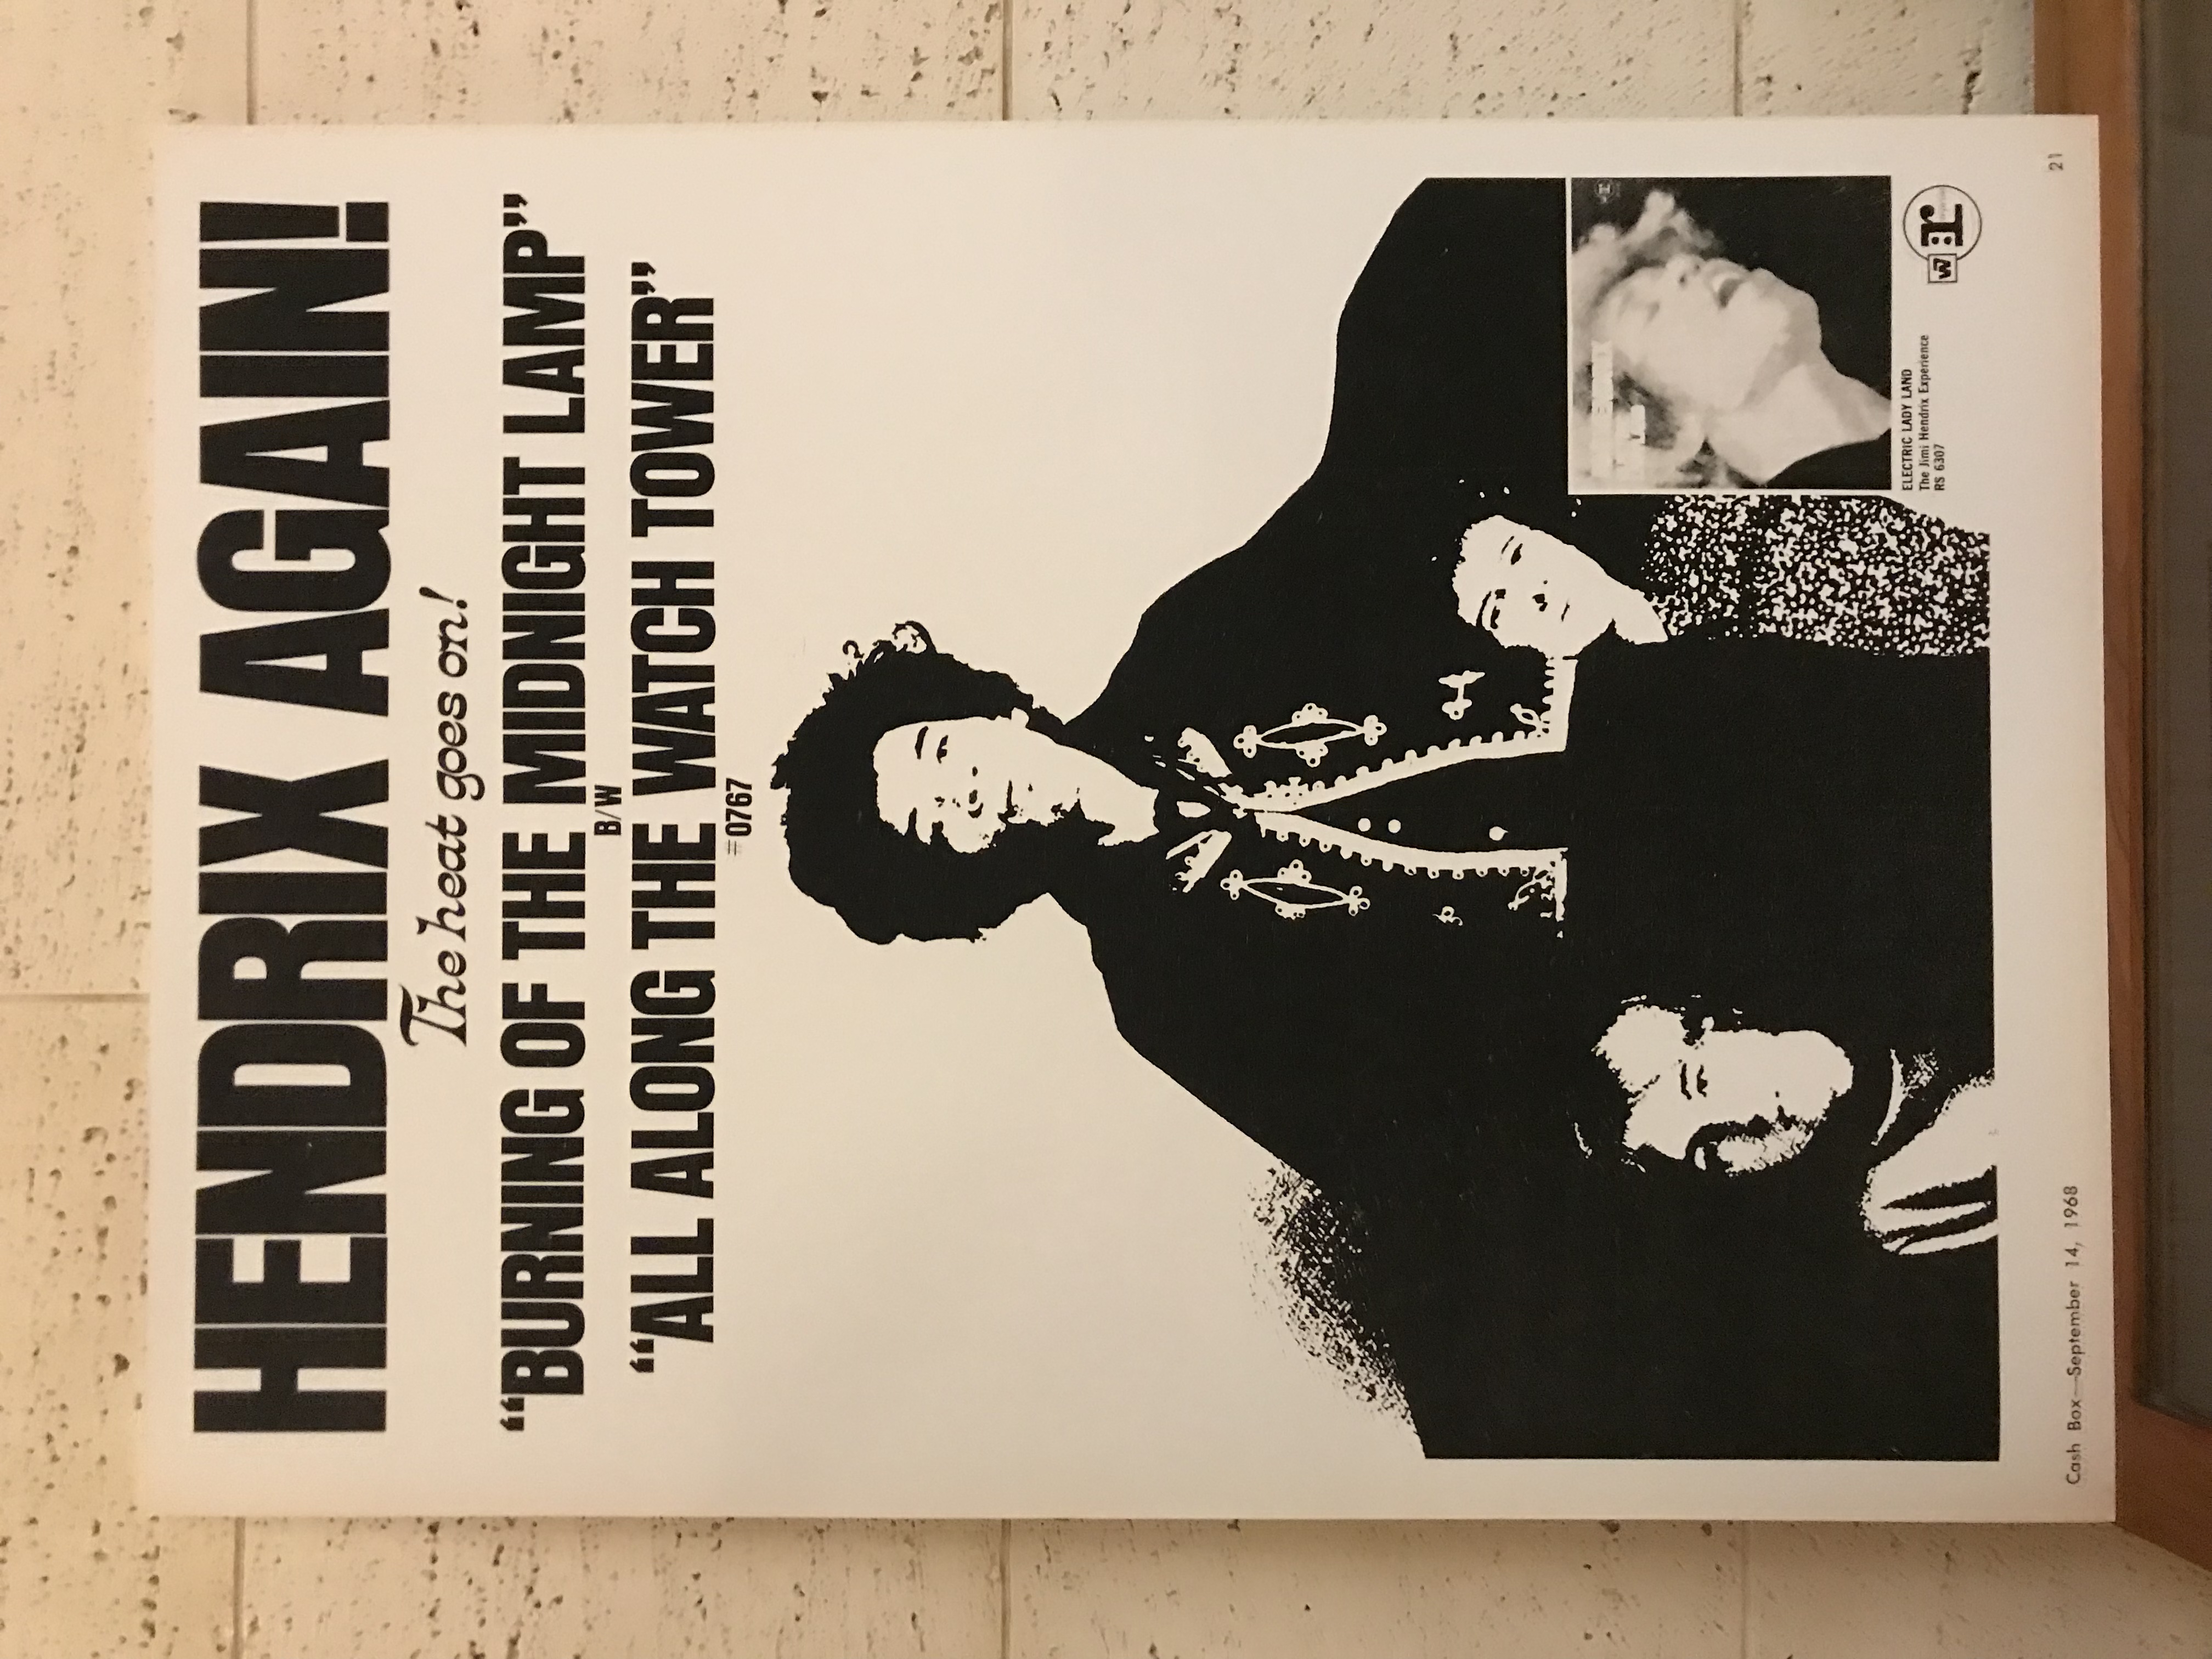 HENDRIX AGAIN!
The heat goes on!
“BURNING OF THE MIDNIGHT LAMP”
B/W
“ALL ALONG THE WATCH TOWER”
#0767
ELECTRIC LADY LAND
The Jimi Hendrix Experience
RS 6307
W7 :r
Cash Box—September 14, 1968
21